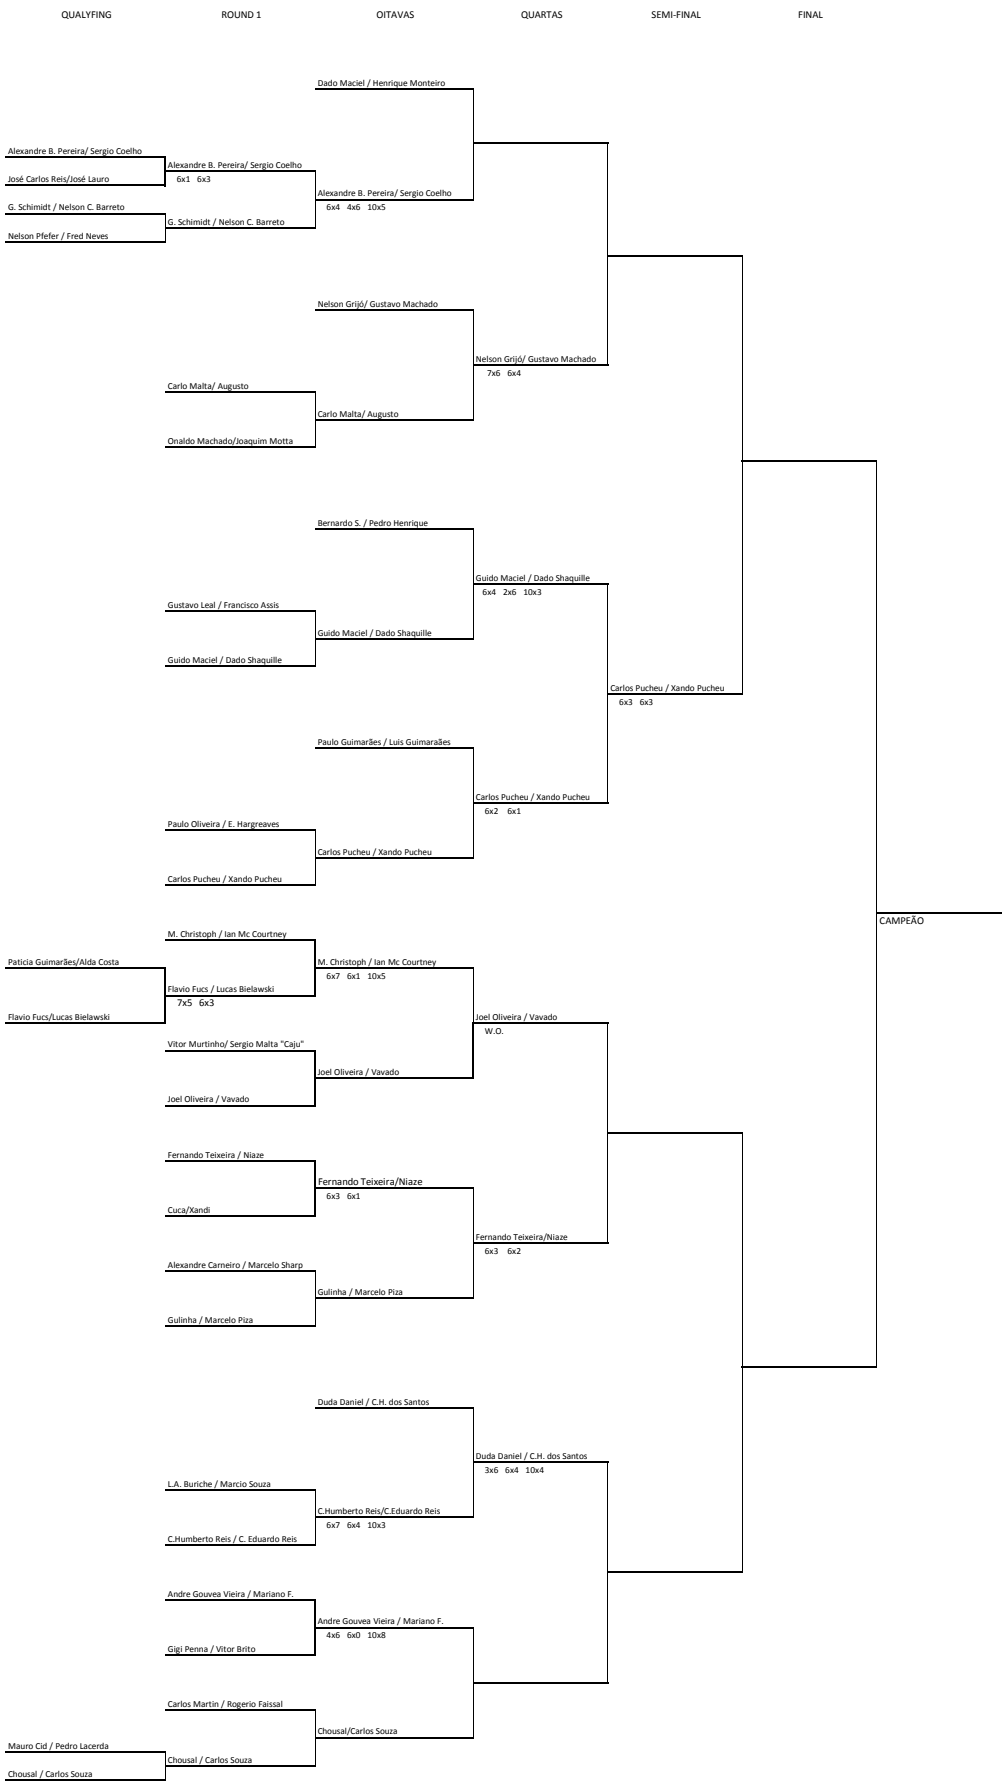 QUALYFING ROUND 1 OITAVAS QUARTAS SEMI-FINAL FINAL
Dado Maciel / Henrique Monteiro
Alexandre B. Pereira/ Sergio Coelho
Alexandre B. Pereira/ Sergio Coelho
6x1 6x3
José Carlos Reis/José Lauro
Alexandre B. Pereira/ Sergio Coelho
6x4 4x6 10x5
G. Schimidt / Nelson C. Barreto
G. Schimidt / Nelson C. Barreto
Nelson Pfefer / Fred Neves
Nelson Grijó/ Gustavo Machado
Nelson Grijó/ Gustavo Machado
7x6 6x4
Carlo Malta/ Augusto
Carlo Malta/ Augusto
Onaldo Machado/Joaquim Motta
Bernardo S. / Pedro Henrique
Guido Maciel / Dado Shaquille
6x4 2x6 10x3
Gustavo Leal / Francisco Assis
Guido Maciel / Dado Shaquille
Guido Maciel / Dado Shaquille
Carlos Pucheu / Xando Pucheu
6x3 6x3
Paulo Guimarães / Luis Guimaraães
Carlos Pucheu / Xando Pucheu
6x2 6x1
Paulo Oliveira / E. Hargreaves
Carlos Pucheu / Xando Pucheu
Carlos Pucheu / Xando Pucheu
CAMPEÃO
M. Christoph / Ian Mc Courtney
Paticia Guimarães/Alda Costa
M. Christoph / Ian Mc Courtney
6x7 6x1 10x5
Flavio Fucs / Lucas Bielawski
7x5 6x3
Flavio Fucs/Lucas Bielawski
Joel Oliveira / Vavado
W.O.
Vitor Murtinho/ Sergio Malta "Caju"
Joel Oliveira / Vavado
Joel Oliveira / Vavado
Fernando Teixeira / Niaze
Fernando Teixeira/Niaze
6x3 6x1
Cuca/Xandi
Fernando Teixeira/Niaze
6x3 6x2
Alexandre Carneiro / Marcelo Sharp
Gulinha / Marcelo Piza
Gulinha / Marcelo Piza
Duda Daniel / C.H. dos Santos
Duda Daniel / C.H. dos Santos
3x6 6x4 10x4
L.A. Buriche / Marcio Souza
C.Humberto Reis/C.Eduardo Reis
6x7 6x4 10x3
C.Humberto Reis / C. Eduardo Reis
Andre Gouvea Vieira / Mariano F.
Andre Gouvea Vieira / Mariano F.
4x6 6x0 10x8
Gigi Penna / Vitor Brito
Carlos Martin / Rogerio Faissal
Chousal/Carlos Souza
Mauro Cid / Pedro Lacerda
Chousal / Carlos Souza
Chousal / Carlos Souza